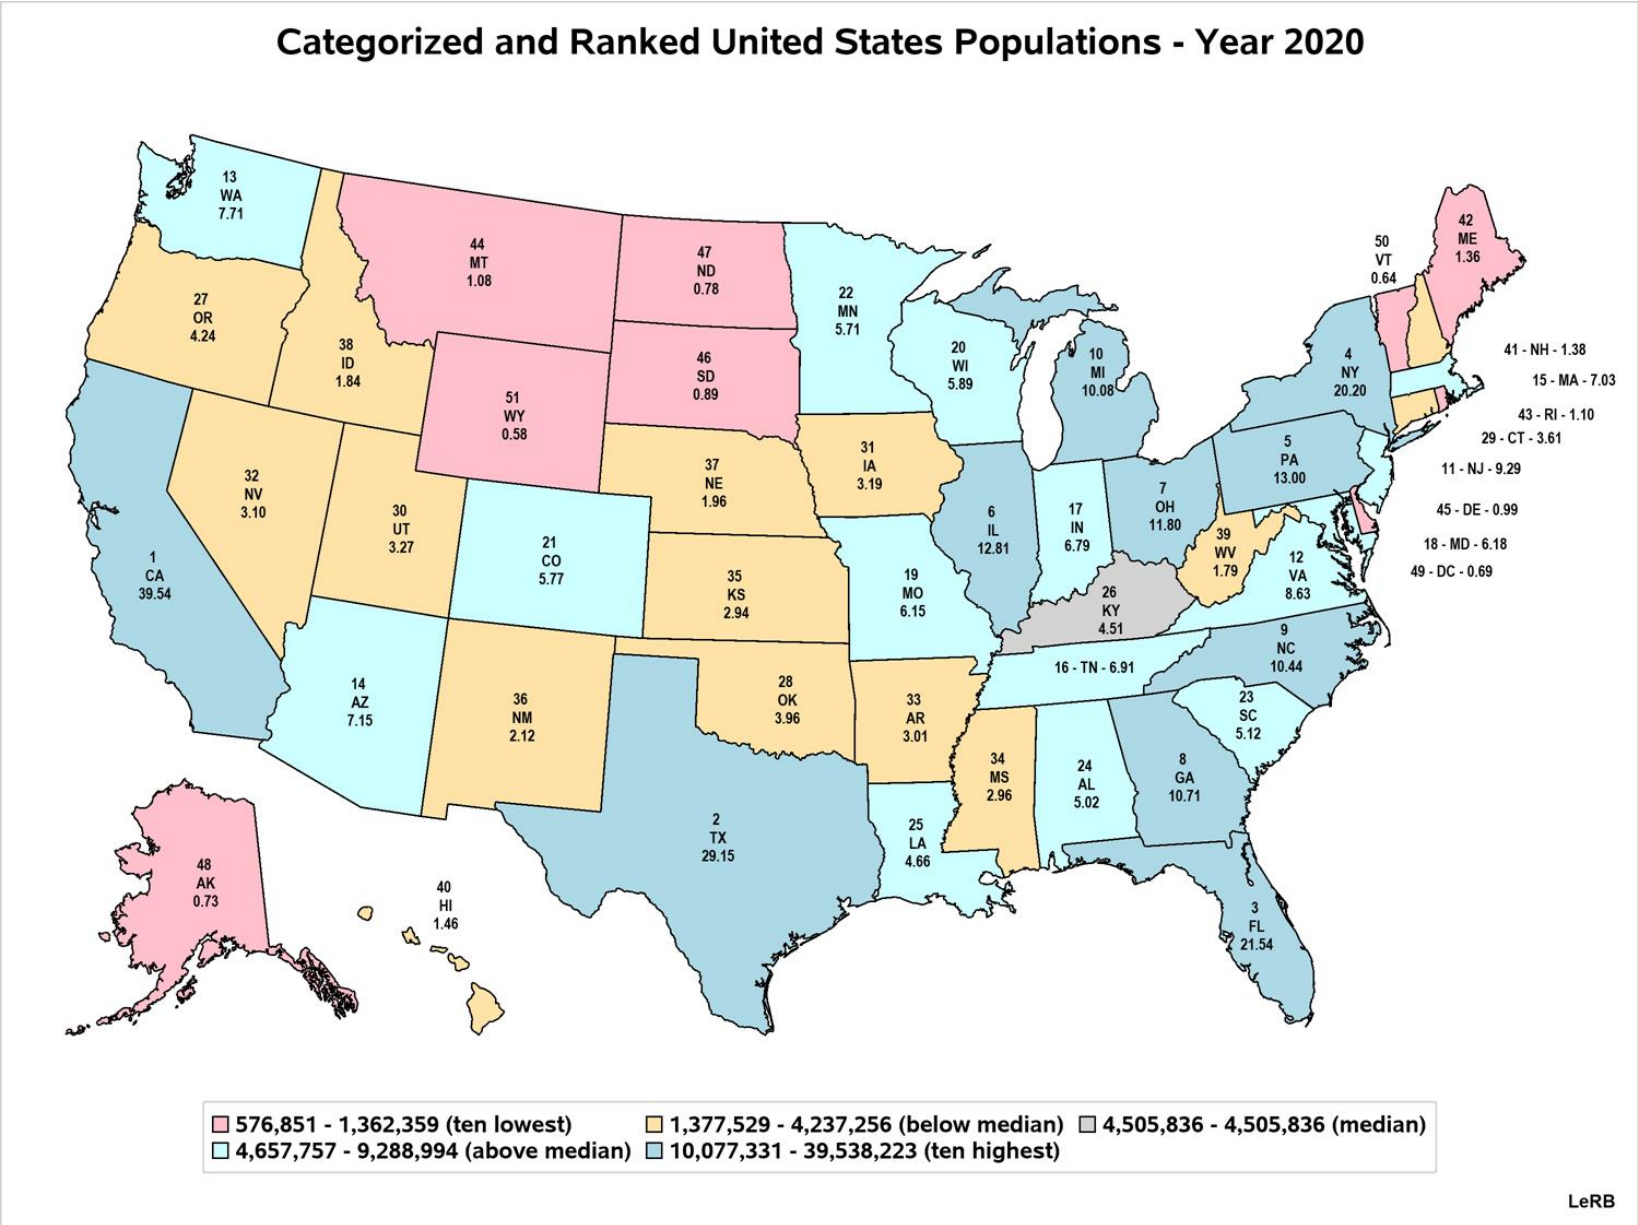 Categorized and Ranked United States Populations - Year 2020
13
WA
7.71
44
MT
1.08
47
ND
0.78
22
MN
5.71
50
VT
0.64
42
ME
1.36
27
OR
4.24
38
ID
1.84
51
WY
0.58
46
SD
0.89
20
WI
5.89
10
MI
10.08
4
NY
20.20
41 - NH - 1.38
15 - MA - 7.03
43 - RI - 1.10
29 - CT - 3.61
11 - NJ - 9.29
45 - DE - 0.99
18 - MD - 6.18
49 - DC - 0.69
32
NV
3.10
30
UT
3.27
21
CO
5.77
37
NE
1.96
31
IA
3.19
6
IL
12.81
17
IN
6.79
7
OH
11.80
5
PA
13.00
39
WV
1.79
12
VA
8.63
1
CA
39.54
35
KS
2.94
19
MO
6.15
26
KY
4.51
9
NC
10.44
16 - TN - 6.91
14
AZ
7.15
36
NM
2.12
28
OK
3.96
33
AR
3.01
23
SC
5.12
2
TX
29.15
25
LA
4.66
34
MS
2.96
24
AL
5.02
8
GA
10.71
3
FL
21.54
48
AK
0.73
40
HI
1.46
576,851 - 1,362,359 (ten lowest)
1,377,529 - 4,237,256 (below median)
4,505,836 - 4,505,836 (median)
4,657,757 - 9,288,994 (above median)
10,077,331 - 39,538,223 (ten highest)
LeRB